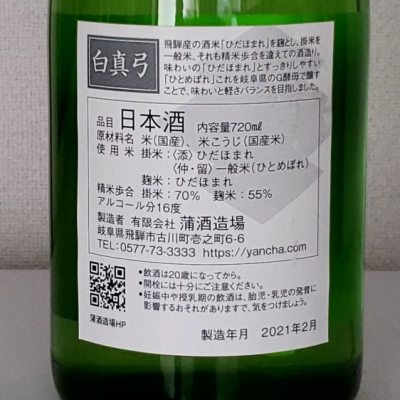 白真弓
飛騨産の酒米「ひだほまれ」を麹とし、掛米を
一般米、それも精米歩合を違えての酒造り。
味わいの「ひだほまれ」とすっきりしやすい
「ひとめぼれ」これを岐阜県のG酵母で醸す
ことで、味わいと軽さバランスを目指しました。
品目 日本酒 内容量720㎖
原材料名 米(国産)、米こうじ(国産米)
使用米 掛米:〈添〉ひだほまれ
〈仲・留〉一般米(ひとめぼれ)
麹米:ひだほまれ
精米歩合 掛米:70% 麹米:55%
アルコール分16度
製造者 有限会社 蒲酒造場
岐阜県飛騨市古川町壱之町6-6
TEL:0577-73-3333 https://yancha.com
●飲酒は20歳になってから。
●開栓には十分にご注意ください。
●妊娠中や授乳期の飲酒は、胎児・乳児の発育に
影響するおそれがありますで、気をつけましょう。
蒲酒造場HP
製造年月 2021年2月